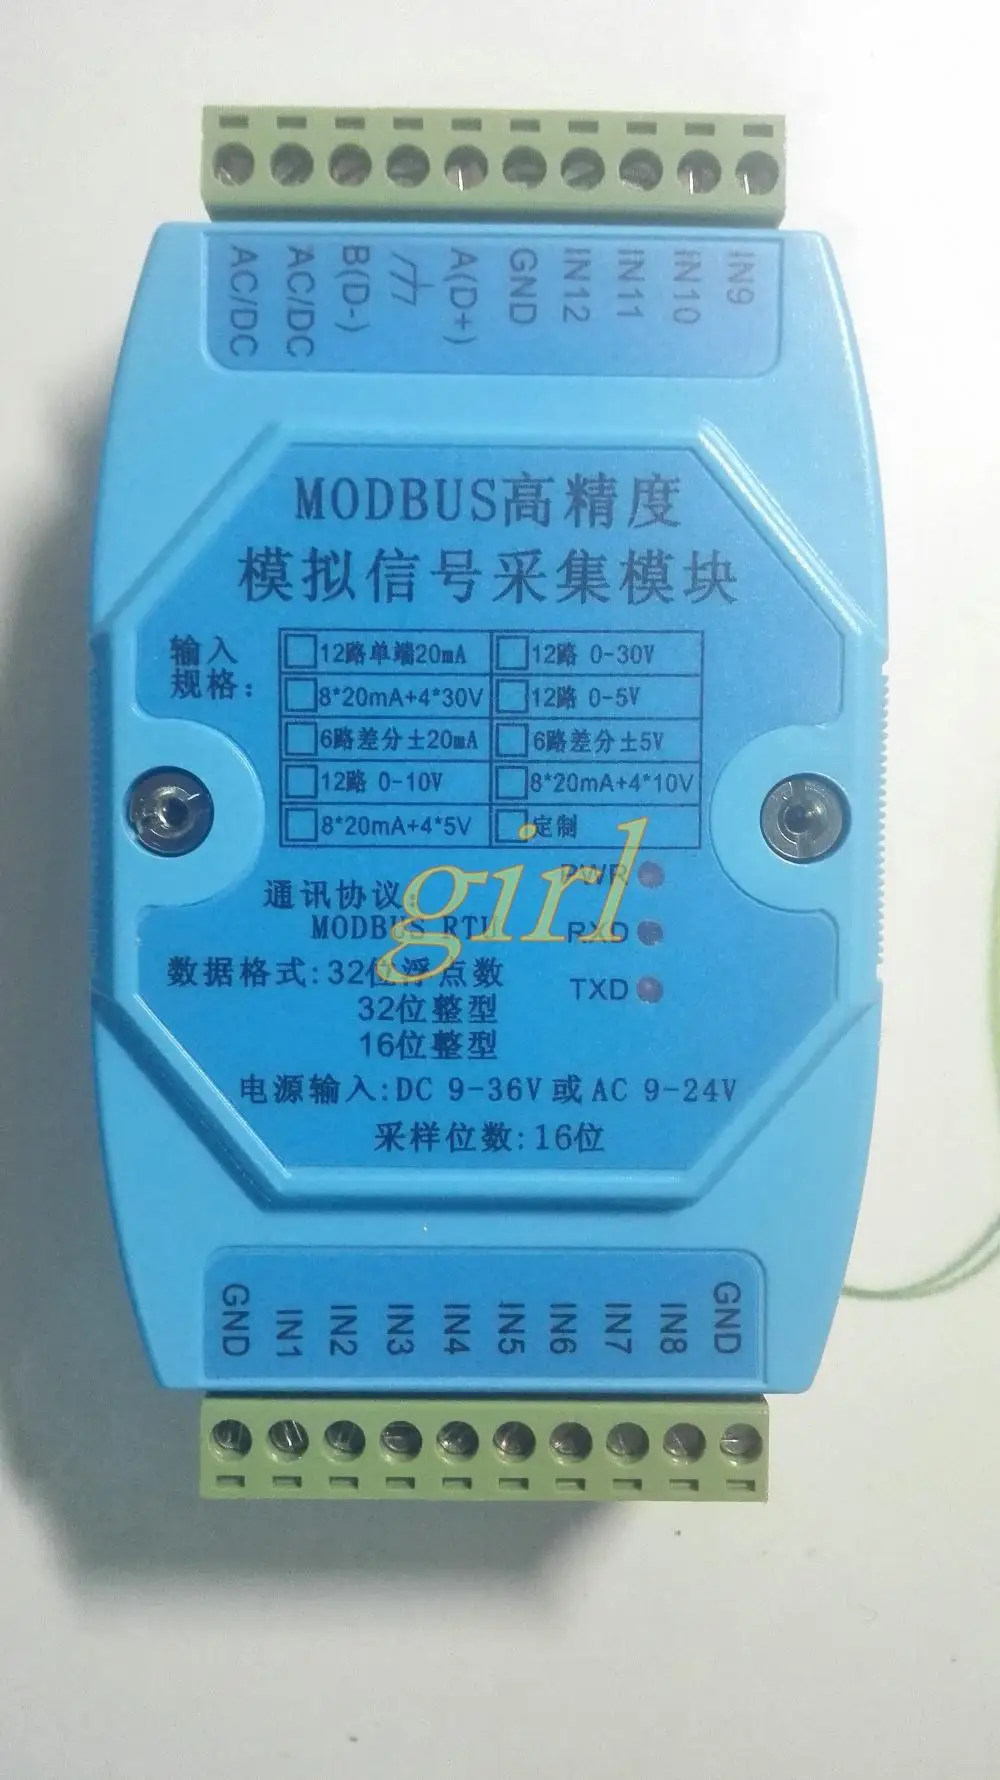 AC/DC
AC/DC
B(D-)
A(D+)
GND
IN12
IN11
IN10
IN9
MODBUS高精度
模拟信号采集模块
输入
规格:
12路单端20mA
12路 0-30V
8*20mA+4*30V
12路 0-5V
6路差分±20mA
6路差分±5V
12路 0-10V
8*20mA+4*10V
8*20mA+4*5V
定制
girl
PWR
RXD
TXD
通讯协议:
MODBUS RTU
数据格式:32位浮点数
32位整型
16位整型
电源输入:DC 9-36V 或 AC 9-24V
采样位数:16位
GND
IN1
IN2
IN3
IN4
IN5
IN6
IN7
IN8
GND